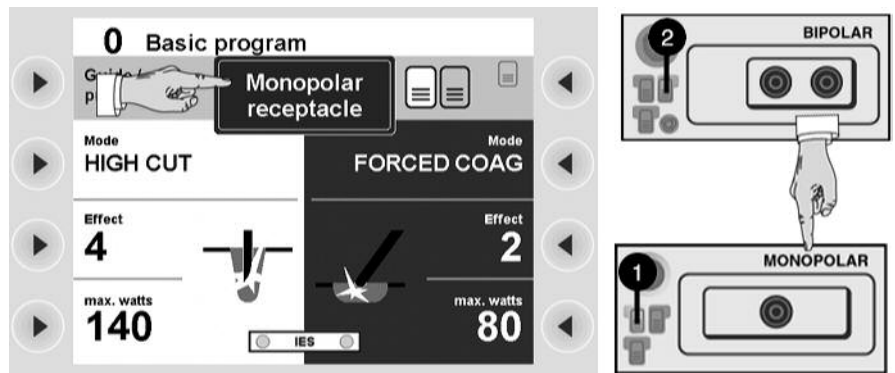 0 Basic program
Monopolar
receptacle
Mode
HIGH CUT
Mode
FORCED COAG
Effect
4
Effect
2
max. watts
140
max. watts
80
IES
2
BIPOLAR
1
MONOPOLAR